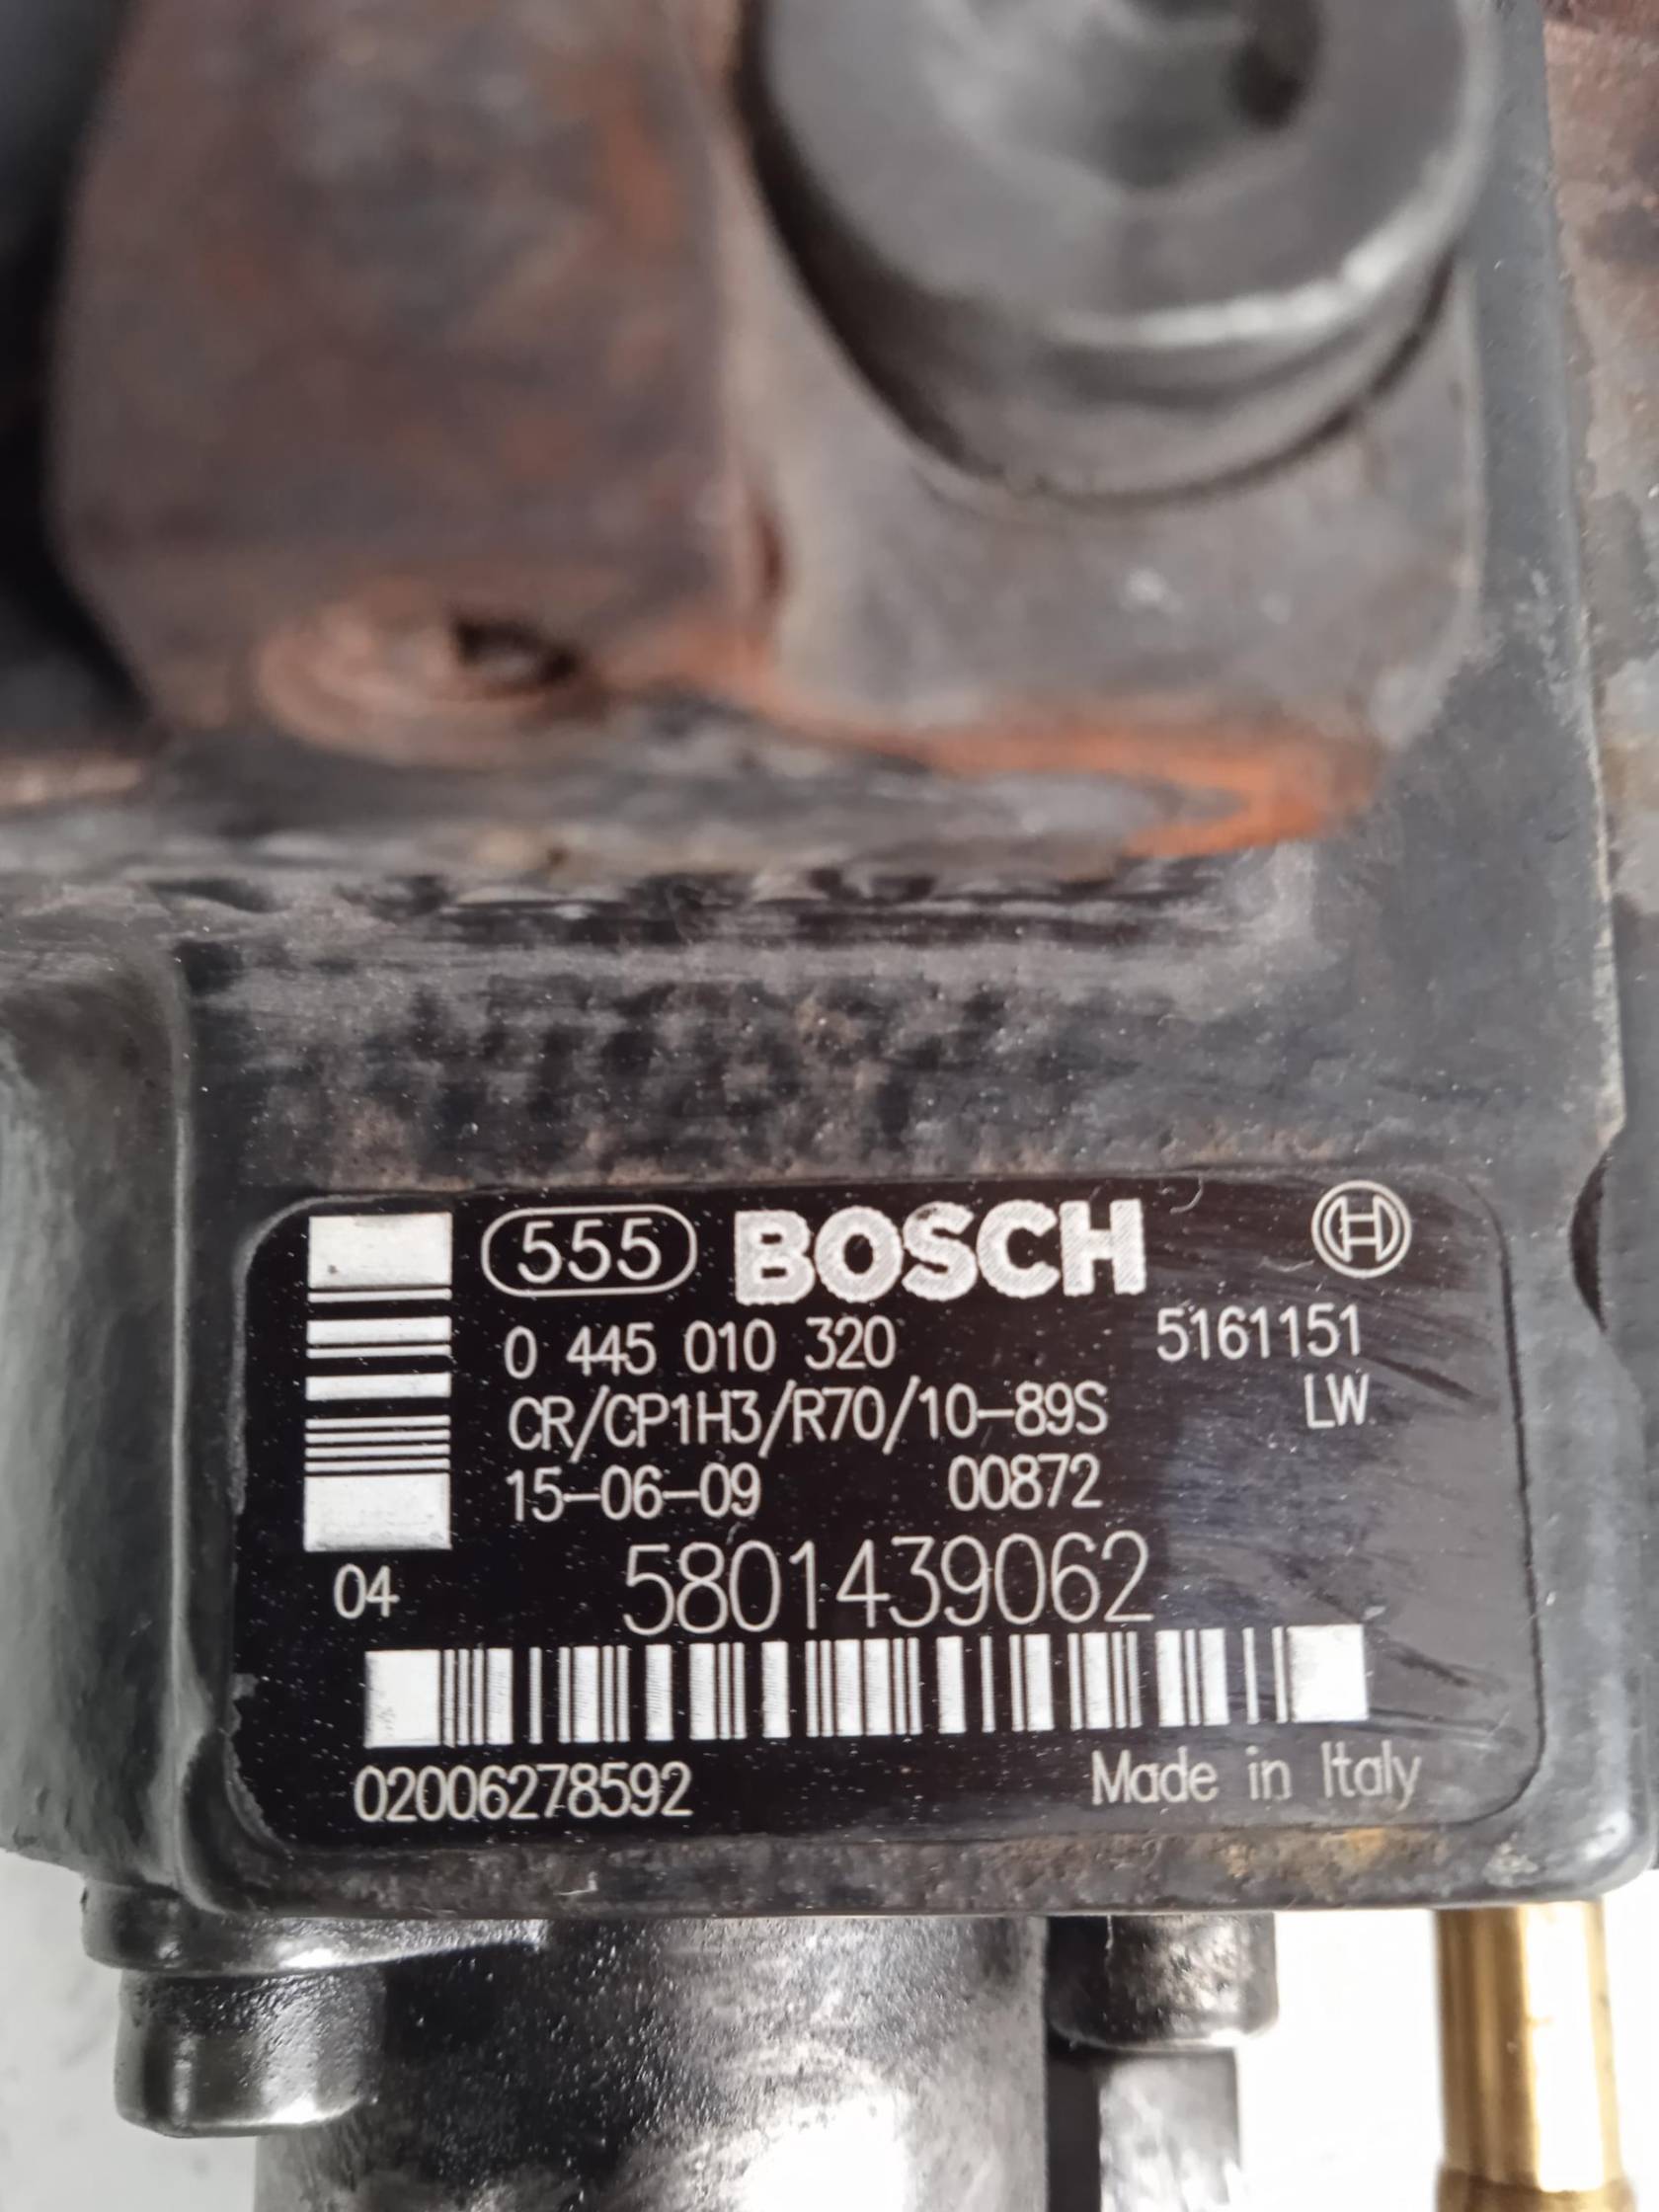 555 BOSCH
0 445 010 320 5161151
CR/CP1H3/R70/10-89S LW
15-06-09 00872
04 5801439062
02006278592 Made in Italy